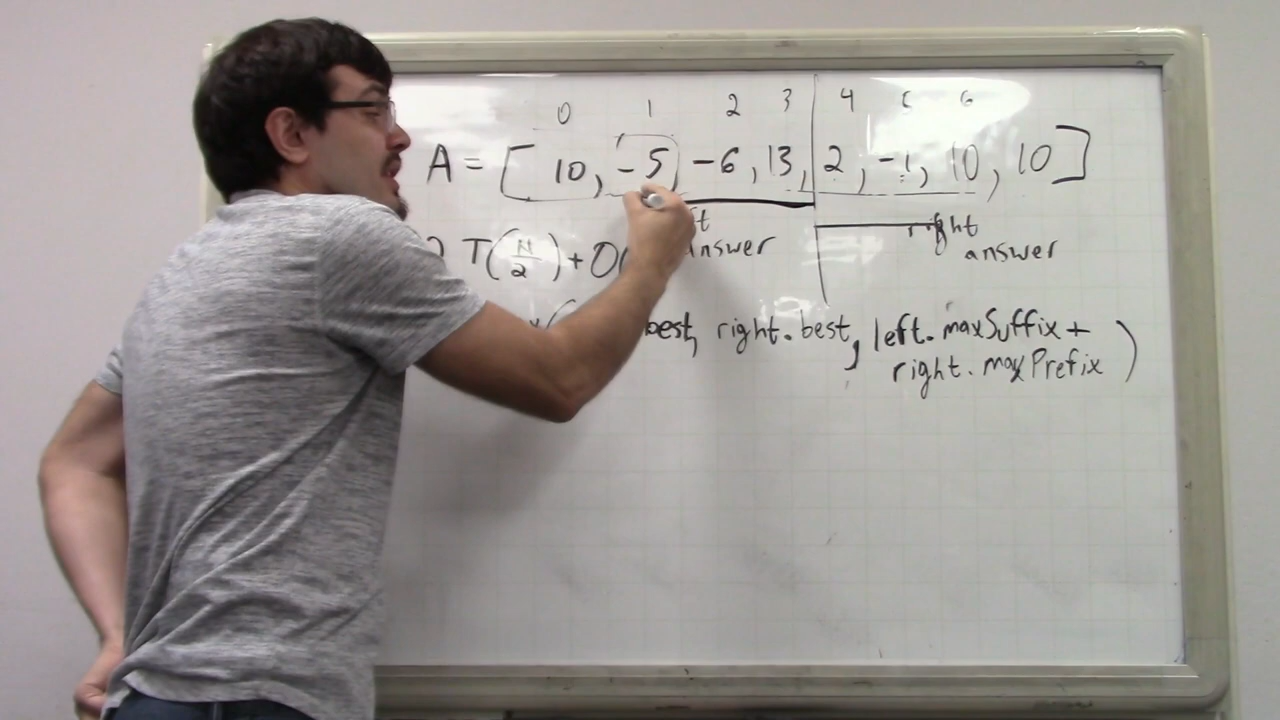 0 1 2 3 4 5 6
A = [ 10, -5, -6, 13, 2, -1, 10, 10 ]
answer right answer
T(N/2) + O(
best, right.best, left.maxSuffix +
right.maxPrefix )